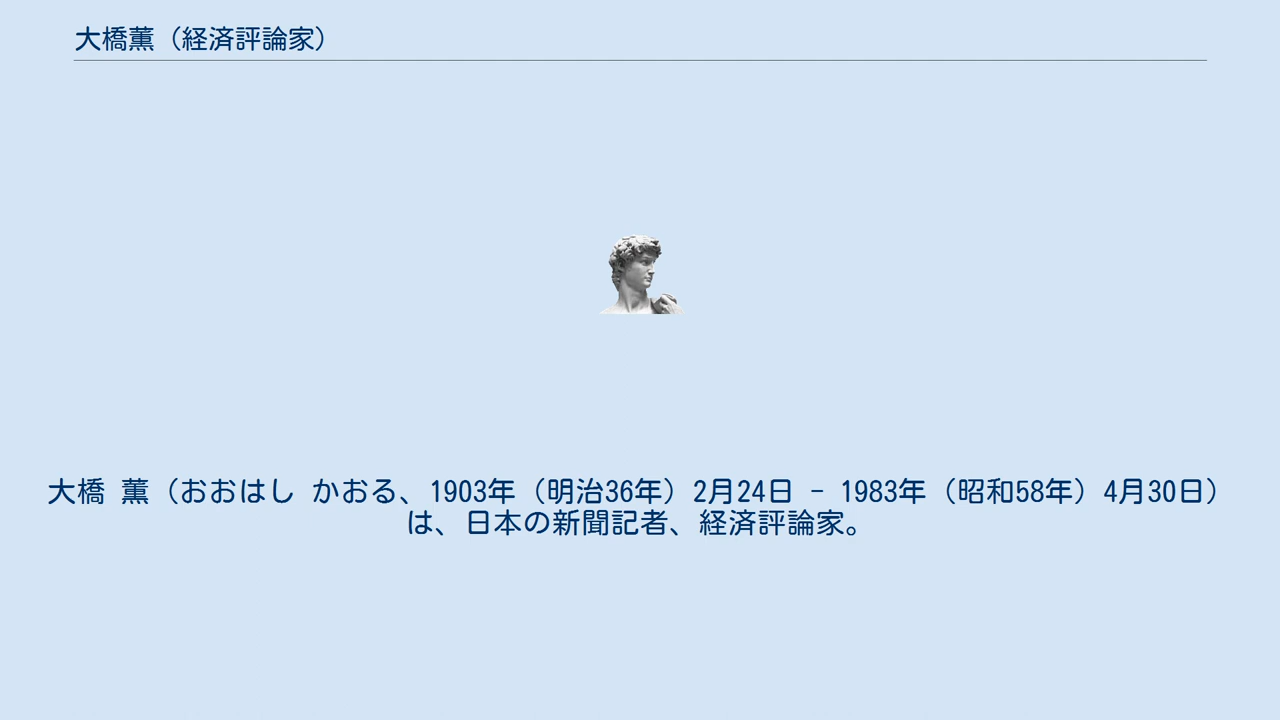 大橋薫（経済評論家）
大橋 薫（おおはし かおる、1903年（明治36年）2月24日 - 1983年（昭和58年）4月30日）
は、日本の新聞記者、経済評論家。